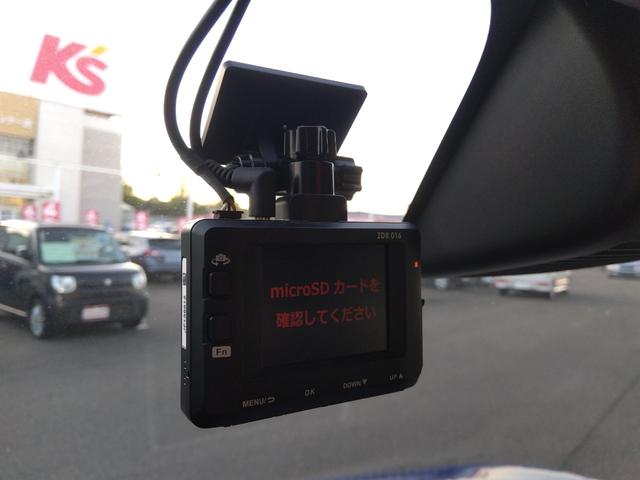 K's
ZDR 016
microSD カードを
確認してください
Fn
MENU/
OK
DOWN ▼
UP ▲